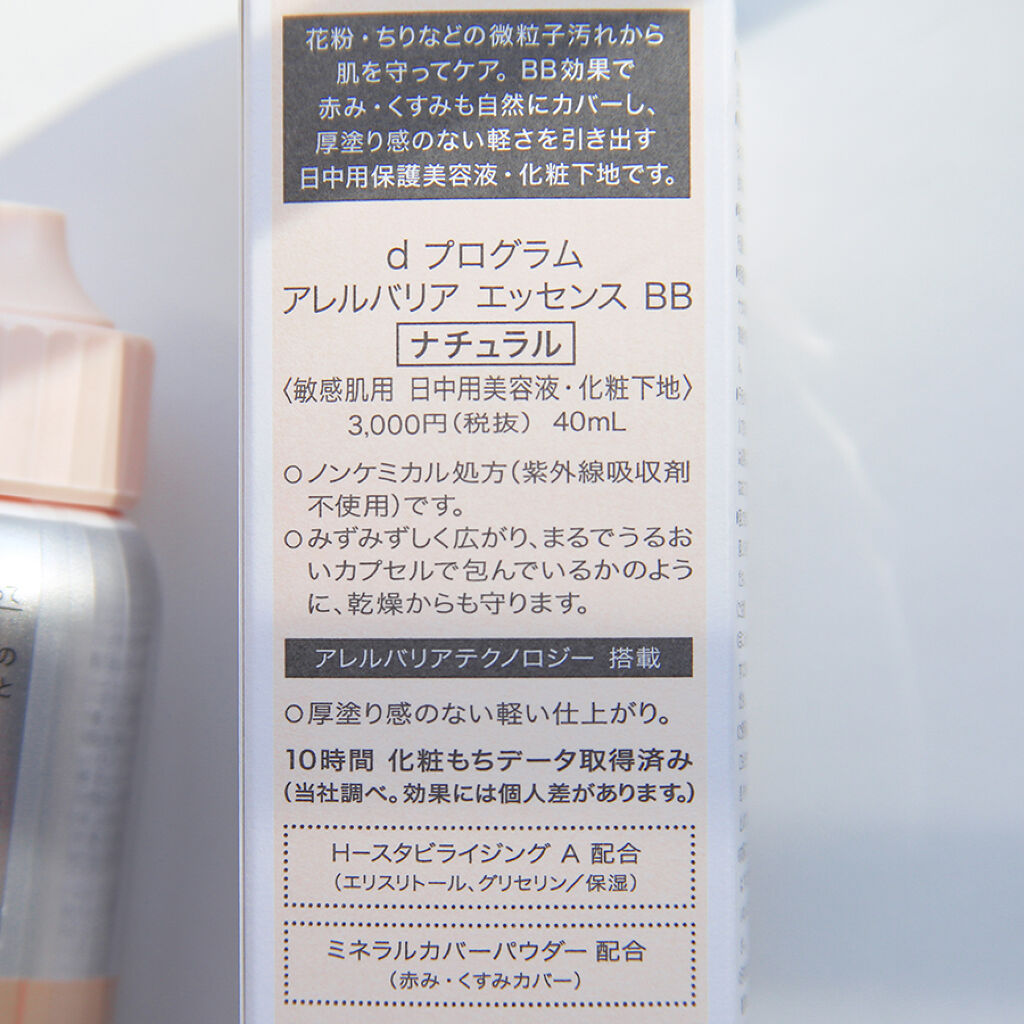 花粉・ちりなどの微粒子汚れから
肌を守ってケア。BB効果で
赤み・くすみも自然にカバーし、
厚塗り感のない軽さを引き出す
日中用保護美容液・化粧下地です。
d プログラム
アレルバリア エッセンス BB
ナチュラル
〈敏感肌用 日中用美容液・化粧下地〉
3,000円(税抜) 40mL
○ノンケミカル処方(紫外線吸収剤
不使用)です。
○みずみずしく広がり、まるでうるお
いカプセルで包んでいるかのよう
に、乾燥からも守ります。
アレルバリアテクノロジー 搭載
○厚塗り感のない軽い仕上がり。
10時間 化粧もちデータ取得済み
(当社調べ。効果には個人差があります。)
Hースタビライジング A 配合
(エリスリトール、グリセリン/保湿)
ミネラルカバーパウダー 配合
(赤み・くすみカバー)
の
と